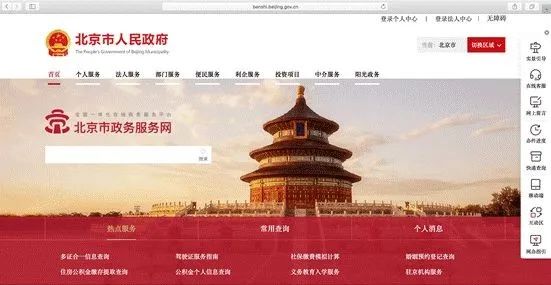 banshi.beijing.gov.cn
登录个人中心 | 登录法人中心 | 无障碍
北京市人民政府
The People's Government of Beijing Municipality
当前：北京市
切换区域
首页 个人服务 法人服务 部门服务 便民服务 利企服务 投资项目 中介服务 阳光政务
全国一体化在线政务服务平台
北京市政务服务网
搜索
热点服务 常用查询 个人消息
多证合一信息查询 驾驶证服务指南 社保缴费模拟计算 婚姻预约登记查询
住房公积金缴存提取查询 公积金个人信息查询 义务教育入学服务 驻京机构服务
实景引导
在线客服
网上留言
办件进度
快递查询
移动端
互动区
网办指引